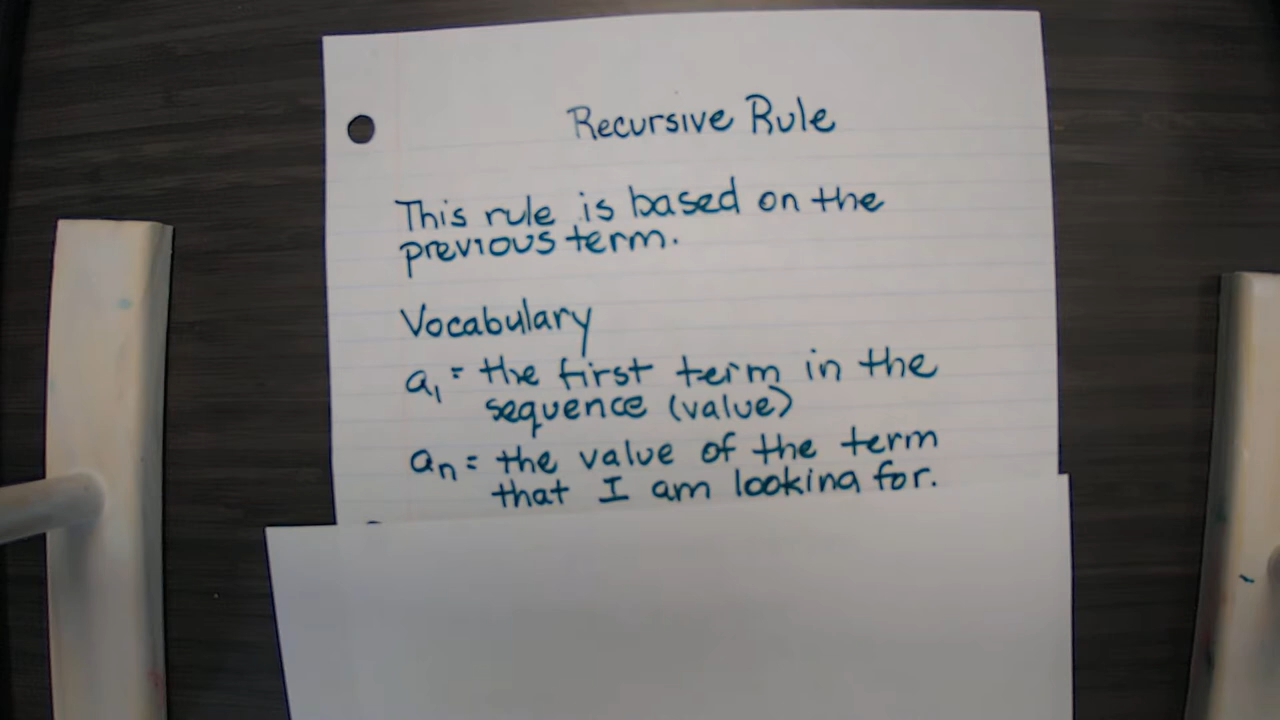 Recursive Rule
This rule is based on the
previous term.
Vocabulary
a₁ = the first term in the
sequence (value)
aₙ = the value of the term
that I am looking for.